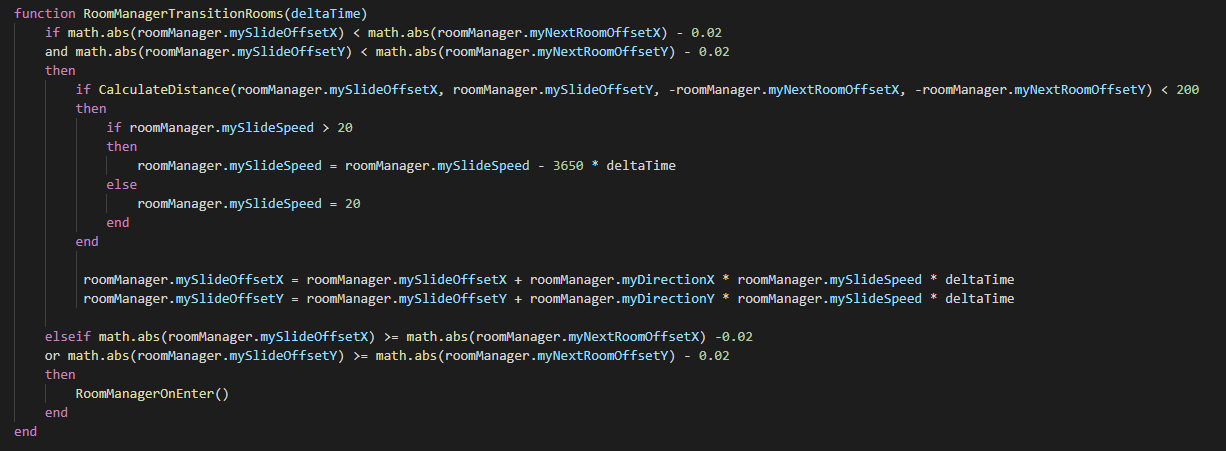 function RoomManagerTransitionRooms(deltaTime)
    if math.abs(roomManager.mySlideOffsetX) < math.abs(roomManager.myNextRoomOffsetX) - 0.02
    and math.abs(roomManager.mySlideOffsetY) < math.abs(roomManager.myNextRoomOffsetY) - 0.02
    then
        if CalculateDistance(roomManager.mySlideOffsetX, roomManager.mySlideOffsetY, -roomManager.myNextRoomOffsetX, -roomManager.myNextRoomOffsetY) < 200
        then
            if roomManager.mySlideSpeed > 20
            then
                roomManager.mySlideSpeed = roomManager.mySlideSpeed - 3650 * deltaTime
            else
                roomManager.mySlideSpeed = 20
            end
        end

         roomManager.mySlideOffsetX = roomManager.mySlideOffsetX + roomManager.myDirectionX * roomManager.mySlideSpeed * deltaTime
         roomManager.mySlideOffsetY = roomManager.mySlideOffsetY + roomManager.myDirectionY * roomManager.mySlideSpeed * deltaTime

    elseif math.abs(roomManager.mySlideOffsetX) >= math.abs(roomManager.myNextRoomOffsetX) -0.02
    or math.abs(roomManager.mySlideOffsetY) >= math.abs(roomManager.myNextRoomOffsetY) - 0.02
    then
        RoomManagerOnEnter()
    end
end